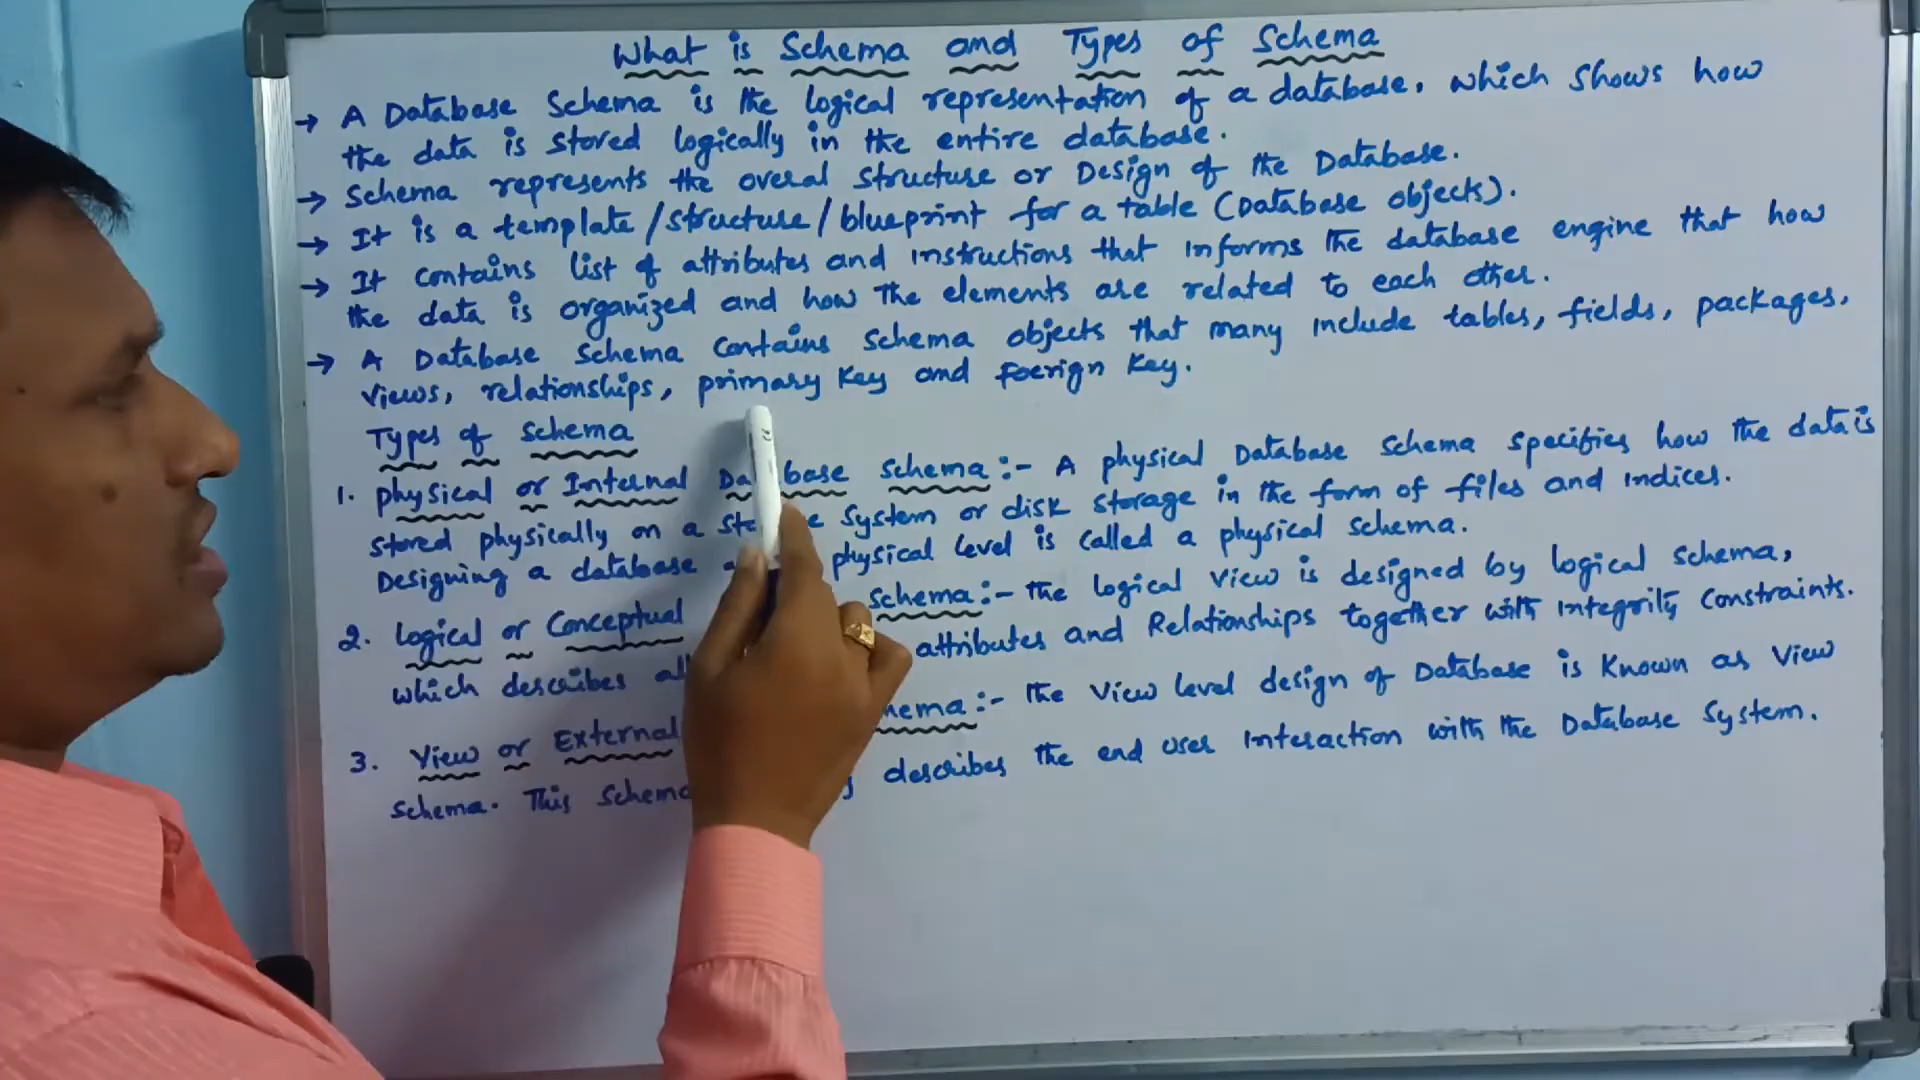 What is Schema and Types of Schema
→ A Database Schema is the logical representation of a database. which shows how
the data is stored logically in the entire database.
→ Schema represents the overal structure or Design of the Database.
→ It is a template/structure/blueprint for a table (Database objects).
→ It contains list of attributes and instructions that informs the database engine that how
the data is organized and how the elements are related to each other.
→ A Database Schema contains schema objects that many include tables, fields, packages,
views, relationships, primary key and foerign key.
Types of Schema
1. physical or Internal Database Schema:- A physical Database Schema specifies how the data is
stored physically on a system or disk storage in the form of files and indices.
Designing a database physical level is called a physical schema.
2. logical or Conceptual Schema:- The logical view is designed by logical schema,
which describes attributes and Relationships together with integrity constraints.
3. View or External :- the view level design of Database is known as view
schema. This describes the end user interaction with the Database System.